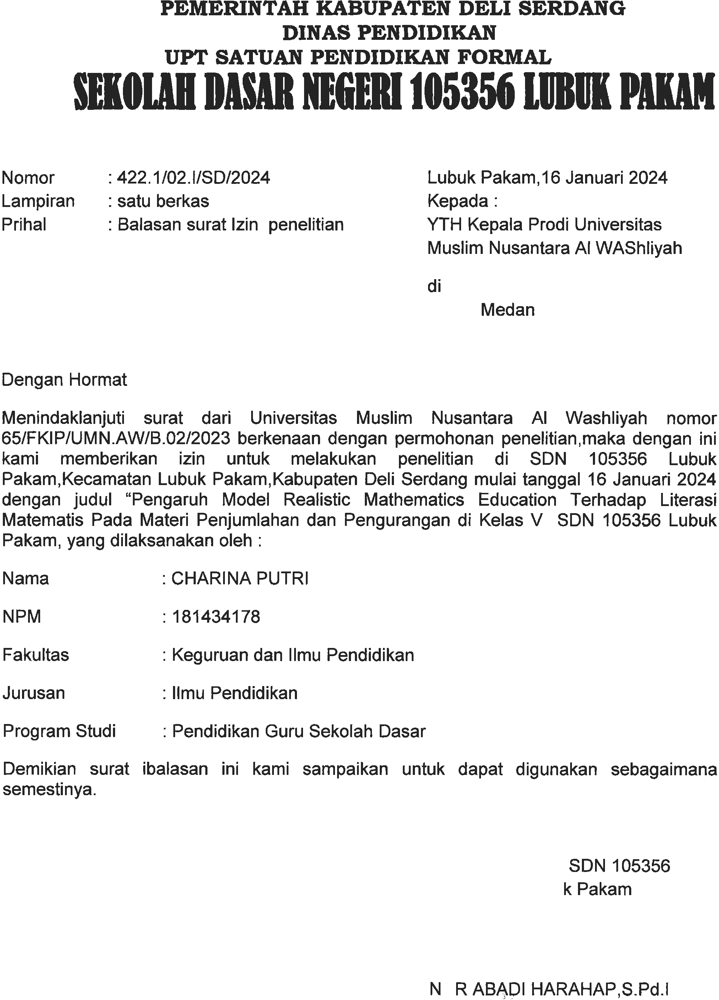 PEMERINTAH KABUPATEN DELI SERDANG
DINAS PENDIDIKAN
UPT SATUAN PENDIDIKAN FORMAL
SEKOLAH DASAR NEGERI 105356 LUBUK PAKAM
Nomor : 422.1/02.I/SD/2024
Lampiran : satu berkas
Prihal : Balasan surat Izin penelitian
Lubuk Pakam,16 Januari 2024
Kepada :
YTH Kepala Prodi Universitas
Muslim Nusantara Al WAShliyah
di
Medan
Dengan Hormat
Menindaklanjuti surat dari Universitas Muslim Nusantara Al Washliyah nomor
65/FKIP/UMN.AW/B.02/2023 berkenaan dengan permohonan penelitian,maka dengan ini
kami memberikan izin untuk melakukan penelitian di SDN 105356 Lubuk
Pakam,Kecamatan Lubuk Pakam,Kabupaten Deli Serdang mulai tanggal 16 Januari 2024
dengan judul “Pengaruh Model Realistic Mathematics Education Terhadap Literasi
Matematis Pada Materi Penjumlahan dan Pengurangan di Kelas V SDN 105356 Lubuk
Pakam, yang dilaksanakan oleh :
Nama : CHARINA PUTRI
NPM : 181434178
Fakultas : Keguruan dan Ilmu Pendidikan
Jurusan : Ilmu Pendidikan
Program Studi : Pendidikan Guru Sekolah Dasar
Demikian surat ibalasan ini kami sampaikan untuk dapat digunakan sebagaimana
semestinya.
SDN 105356
k Pakam
N R ABADI HARAHAP,S.Pd.I